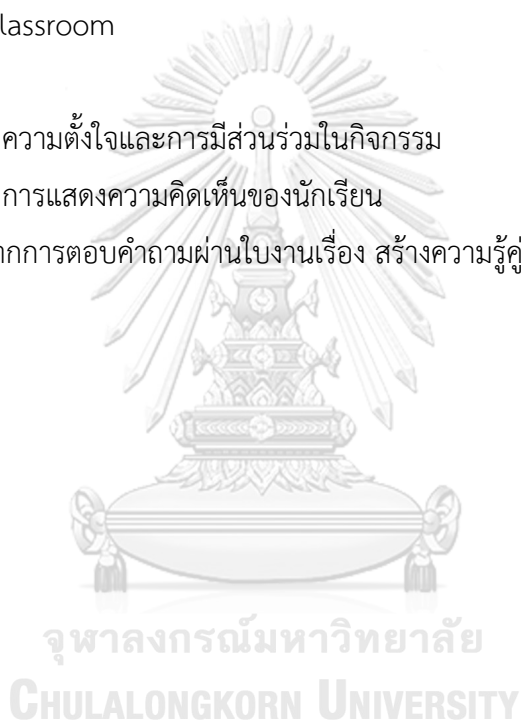 lassroom
ความตั้งใจและการมีส่วนร่วมในกิจกรรม
การแสดงความคิดเห็นของนักเรียน
ากการตอบคำถามผ่านใบงานเรื่อง สร้างความรู้คู่
จุฬาลงกรณ์มหาวิทยาลัย
CHULALONGKORN UNIVERSITY